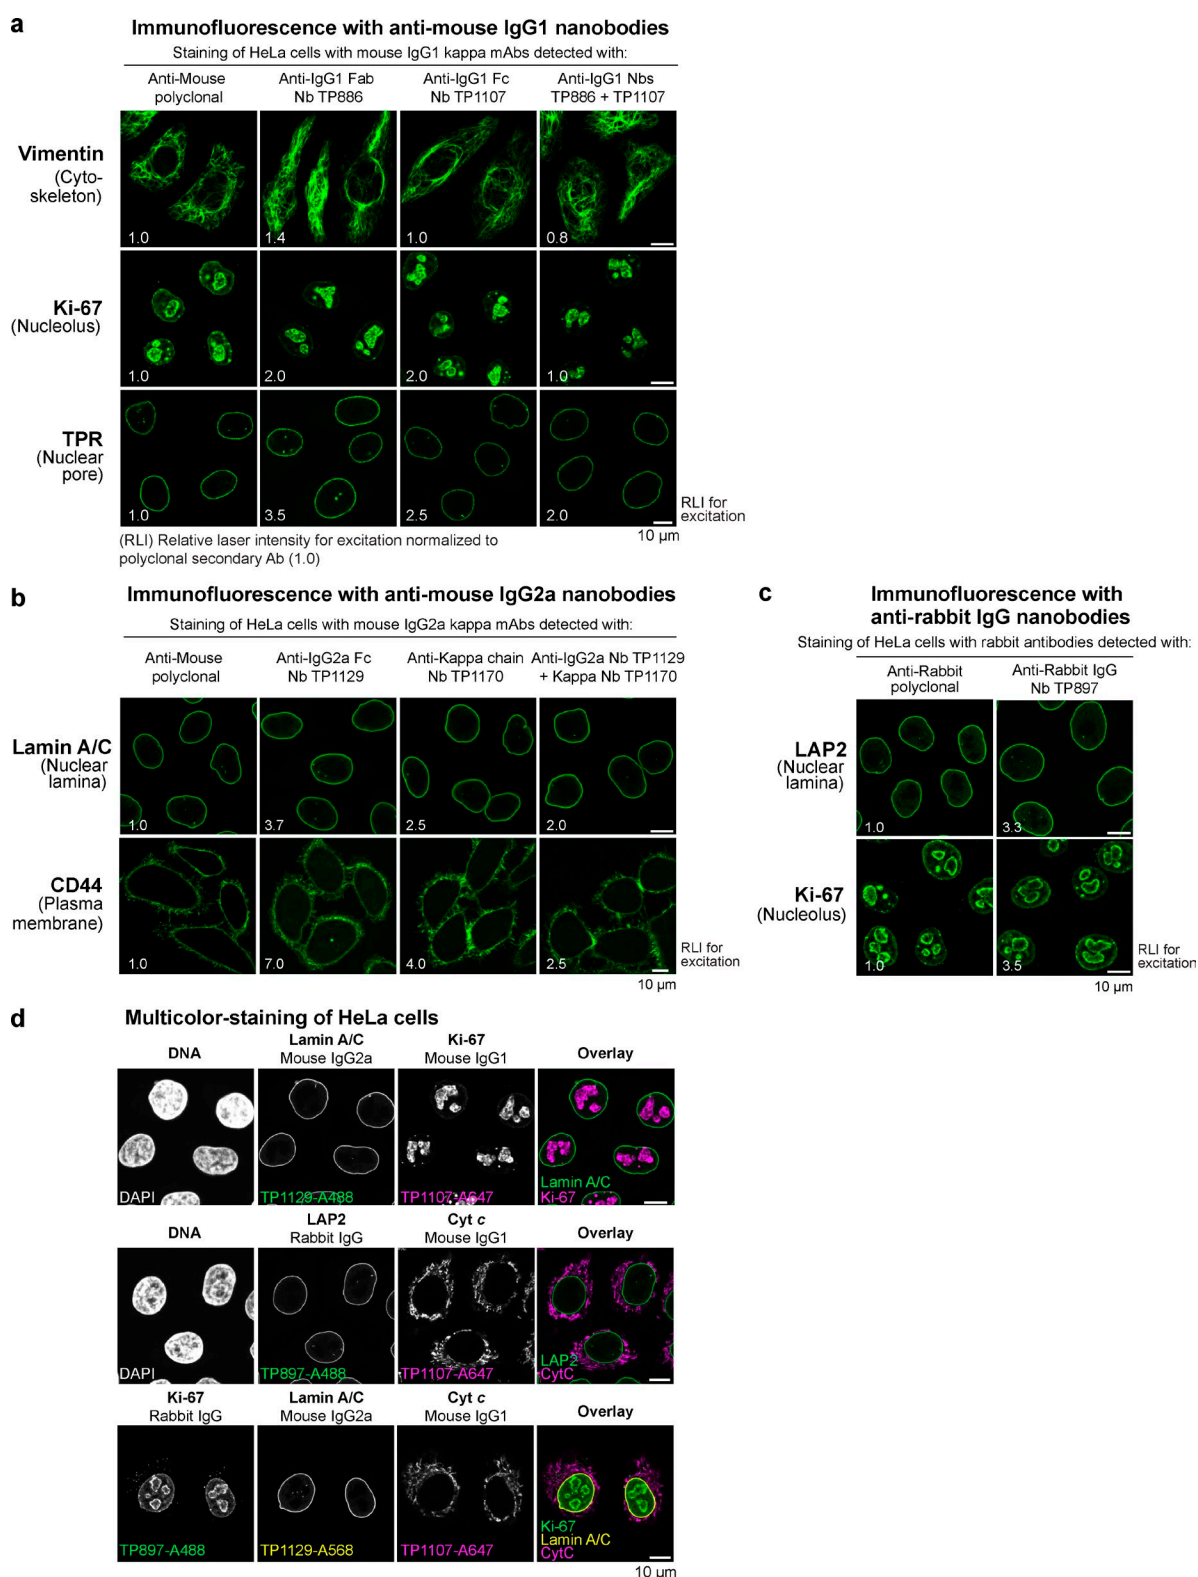 a
Immunofluorescence with anti-mouse IgG1 nanobodies
Staining of HeLa cells with mouse IgG1 kappa mAbs detected with:
Anti-Mouse polyclonal
Anti-IgG1 Fab Nb TP886
Anti-IgG1 Fc Nb TP1107
Anti-IgG1 Nbs TP886 + TP1107
Vimentin
(Cyto-
skeleton)
1.0 1.4 1.0 0.8
Ki-67
(Nucleolus)
1.0 2.0 2.0 1.0
TPR
(Nuclear
pore)
1.0 3.5 2.5 2.0
RLI for
excitation
10 µm
(RLI) Relative laser intensity for excitation normalized to
polyclonal secondary Ab (1.0)
b
Immunofluorescence with anti-mouse IgG2a nanobodies
Staining of HeLa cells with mouse IgG2a kappa mAbs detected with:
Anti-Mouse polyclonal
Anti-IgG2a Fc Nb TP1129
Anti-Kappa chain Nb TP1170
Anti-IgG2a Nb TP1129 + Kappa Nb TP1170
Lamin A/C
(Nuclear
lamina)
1.0 3.7 2.5 2.0
CD44
(Plasma
membrane)
1.0 7.0 4.0 2.5
RLI for
excitation
10 µm
c
Immunofluorescence with
anti-rabbit IgG nanobodies
Staining of HeLa cells with rabbit antibodies detected with:
Anti-Rabbit polyclonal
Anti-Rabbit IgG Nb TP897
LAP2
(Nuclear
lamina)
1.0 3.3
Ki-67
(Nucleolus)
1.0 3.5
RLI for
excitation
10 µm
d
Multicolor-staining of HeLa cells
DNA
Lamin A/C
Mouse IgG2a
Ki-67
Mouse IgG1
Overlay
DAPI
TP1129-A488
TP1107-A647
Lamin A/C
Ki-67
DNA
LAP2
Rabbit IgG
Cyt c
Mouse IgG1
Overlay
DAPI
TP897-A488
TP1107-A647
LAP2
CytC
Ki-67
Rabbit IgG
Lamin A/C
Mouse IgG2a
Cyt c
Mouse IgG1
Overlay
TP897-A488
TP1129-A568
TP1107-A647
Ki-67
Lamin A/C
CytC
10 µm